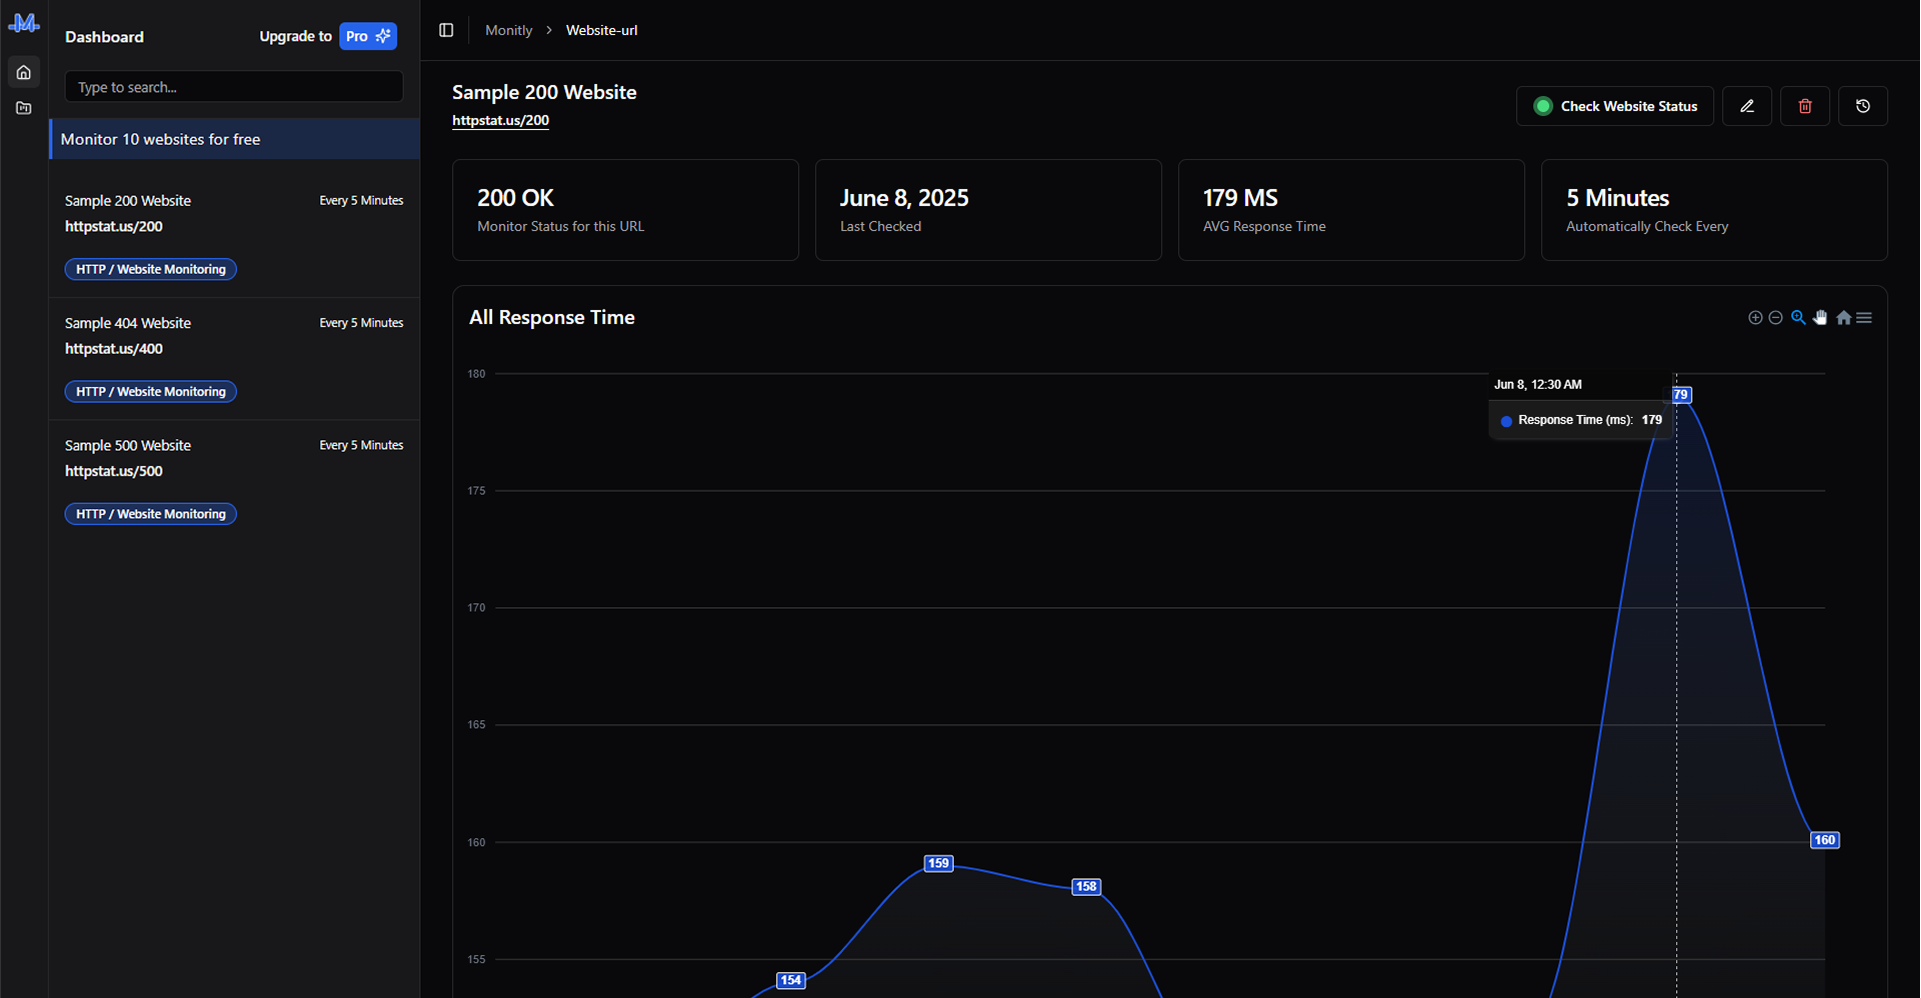 M
Dashboard
Upgrade to Pro
Type to search...
Monitor 10 websites for free
Sample 200 Website Every 5 Minutes
httpstat.us/200
HTTP / Website Monitoring
Sample 404 Website Every 5 Minutes
httpstat.us/400
HTTP / Website Monitoring
Sample 500 Website Every 5 Minutes
httpstat.us/500
HTTP / Website Monitoring
Monitly > Website-url
Sample 200 Website
httpstat.us/200
Check Website Status
200 OK
Monitor Status for this URL
June 8, 2025
Last Checked
179 MS
AVG Response Time
5 Minutes
Automatically Check Every
All Response Time
180
Jun 8, 12:30 AM
79
Response Time (ms): 179
175
170
165
160
160
159
158
155
154